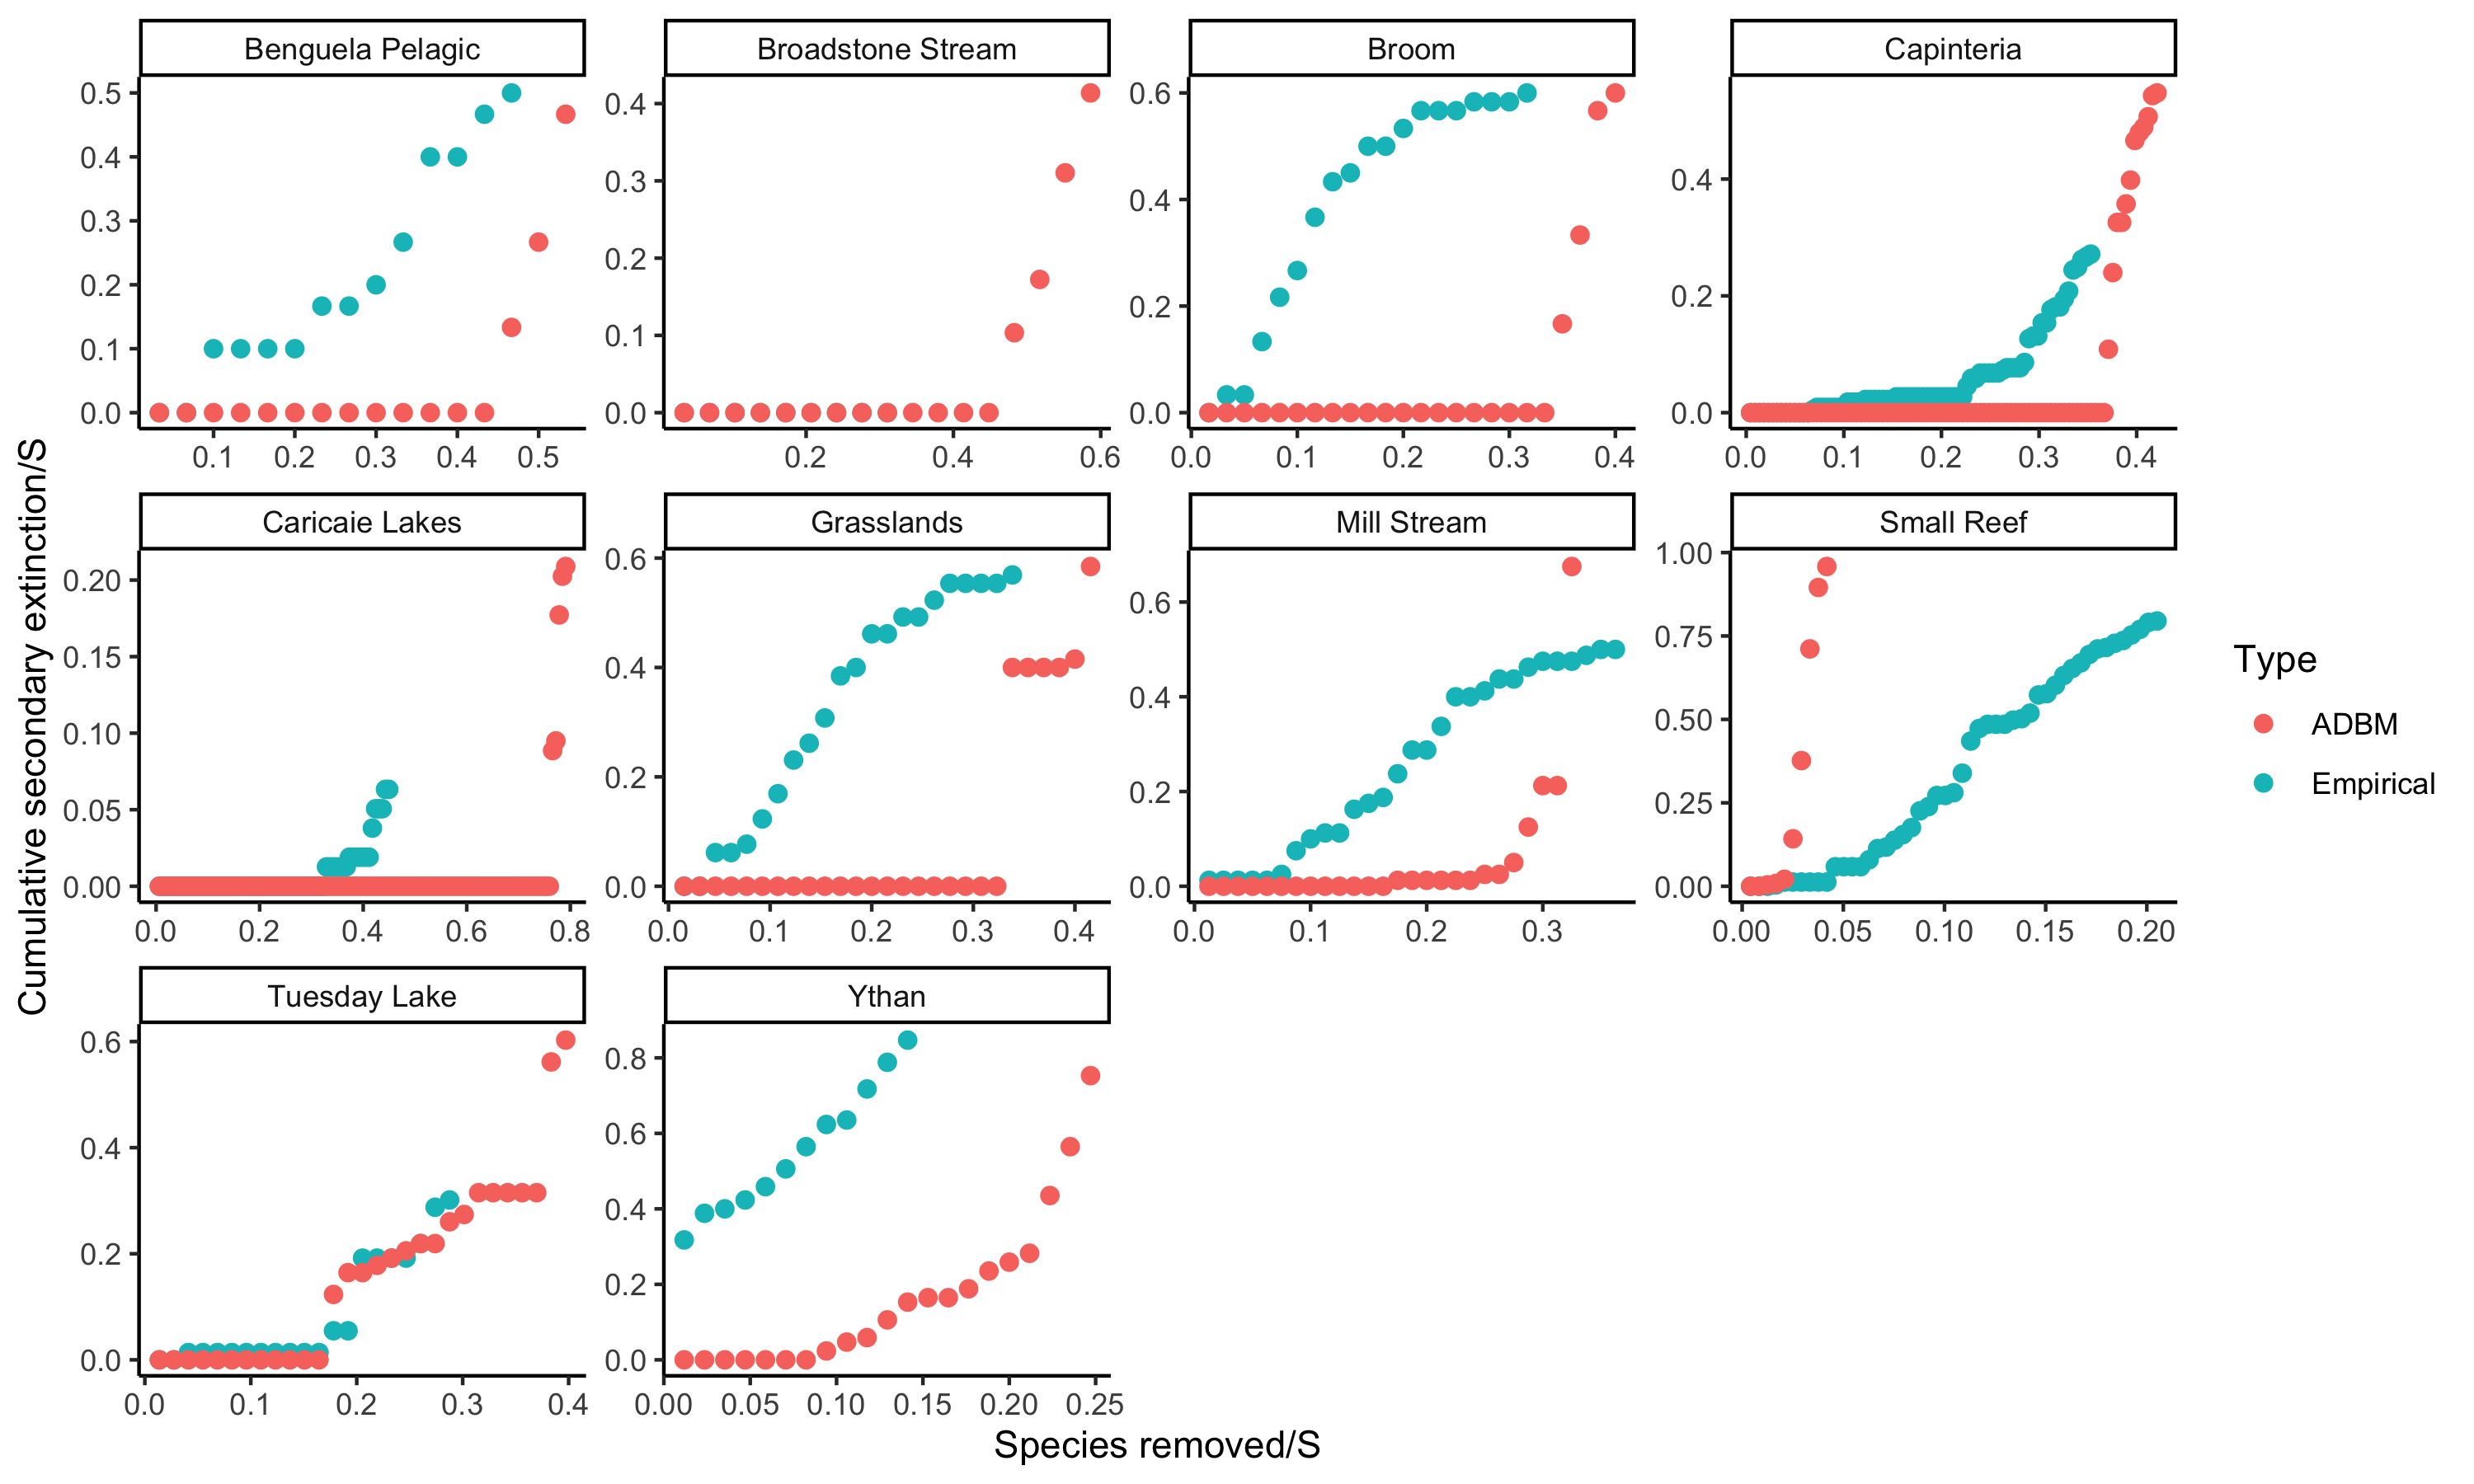 Benguela Pelagic
Broadstone Stream
Broom
Capinteria
0.5
0.4
0.3
0.2
0.1
0.0
0.1 0.2 0.3 0.4 0.5
0.4
0.3
0.2
0.1
0.0
0.2 0.4 0.6
0.6
0.4
0.2
0.0
0.0 0.1 0.2 0.3 0.4
0.4
0.2
0.0
0.0 0.1 0.2 0.3 0.4
Cumulative secondary extinction/S
Caricaie Lakes
Grasslands
Mill Stream
Small Reef
0.20
0.15
0.10
0.05
0.00
0.0 0.2 0.4 0.6 0.8
0.6
0.4
0.2
0.0
0.0 0.1 0.2 0.3 0.4
0.6
0.4
0.2
0.0
0.0 0.1 0.2 0.3
1.00
0.75
0.50
0.25
0.00
0.00 0.05 0.10 0.15 0.20
Type
ADBM
Empirical
Tuesday Lake
Ythan
0.6
0.4
0.2
0.0
0.0 0.1 0.2 0.3 0.4
0.8
0.6
0.4
0.2
0.0
0.00 0.05 0.10 0.15 0.20 0.25
Species removed/S